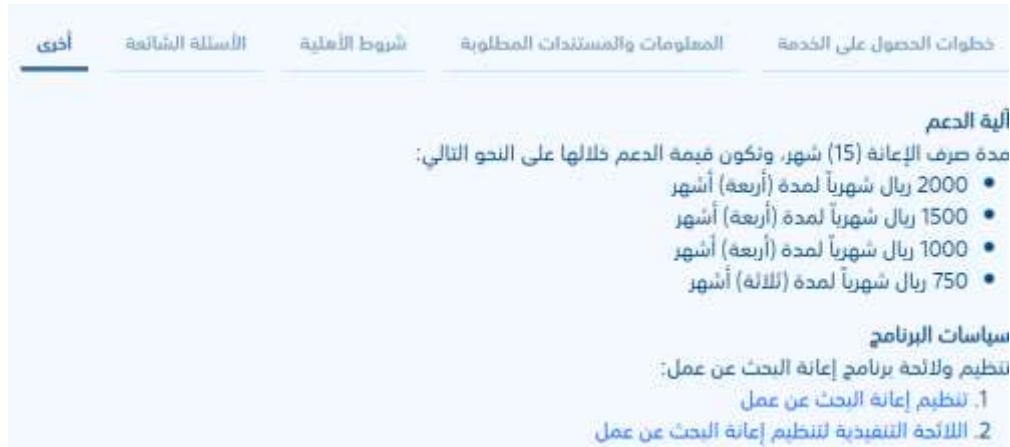 خطوات الحصول على الخدمة المعلومات والمستندات المطلوبة شروط الأهلية الأسئلة الشائعة أخرى
آلية الدعم
مدة صرف الإعانة (15) شهر، وتكون قيمة الدعم خلالها على النحو التالي:
• 2000 ريال شهرياً لمدة (أربعة) أشهر
• 1500 ريال شهرياً لمدة (أربعة) أشهر
• 1000 ريال شهرياً لمدة (أربعة) أشهر
• 750 ريال شهرياً لمدة (ثلاثة) أشهر
سياسات البرنامج
تنظيم ولائحة برنامج إعانة البحث عن عمل:
1. تنظيم إعانة البحث عن عمل
2. اللائحة التنفيذية لتنظيم إعانة البحث عن عمل